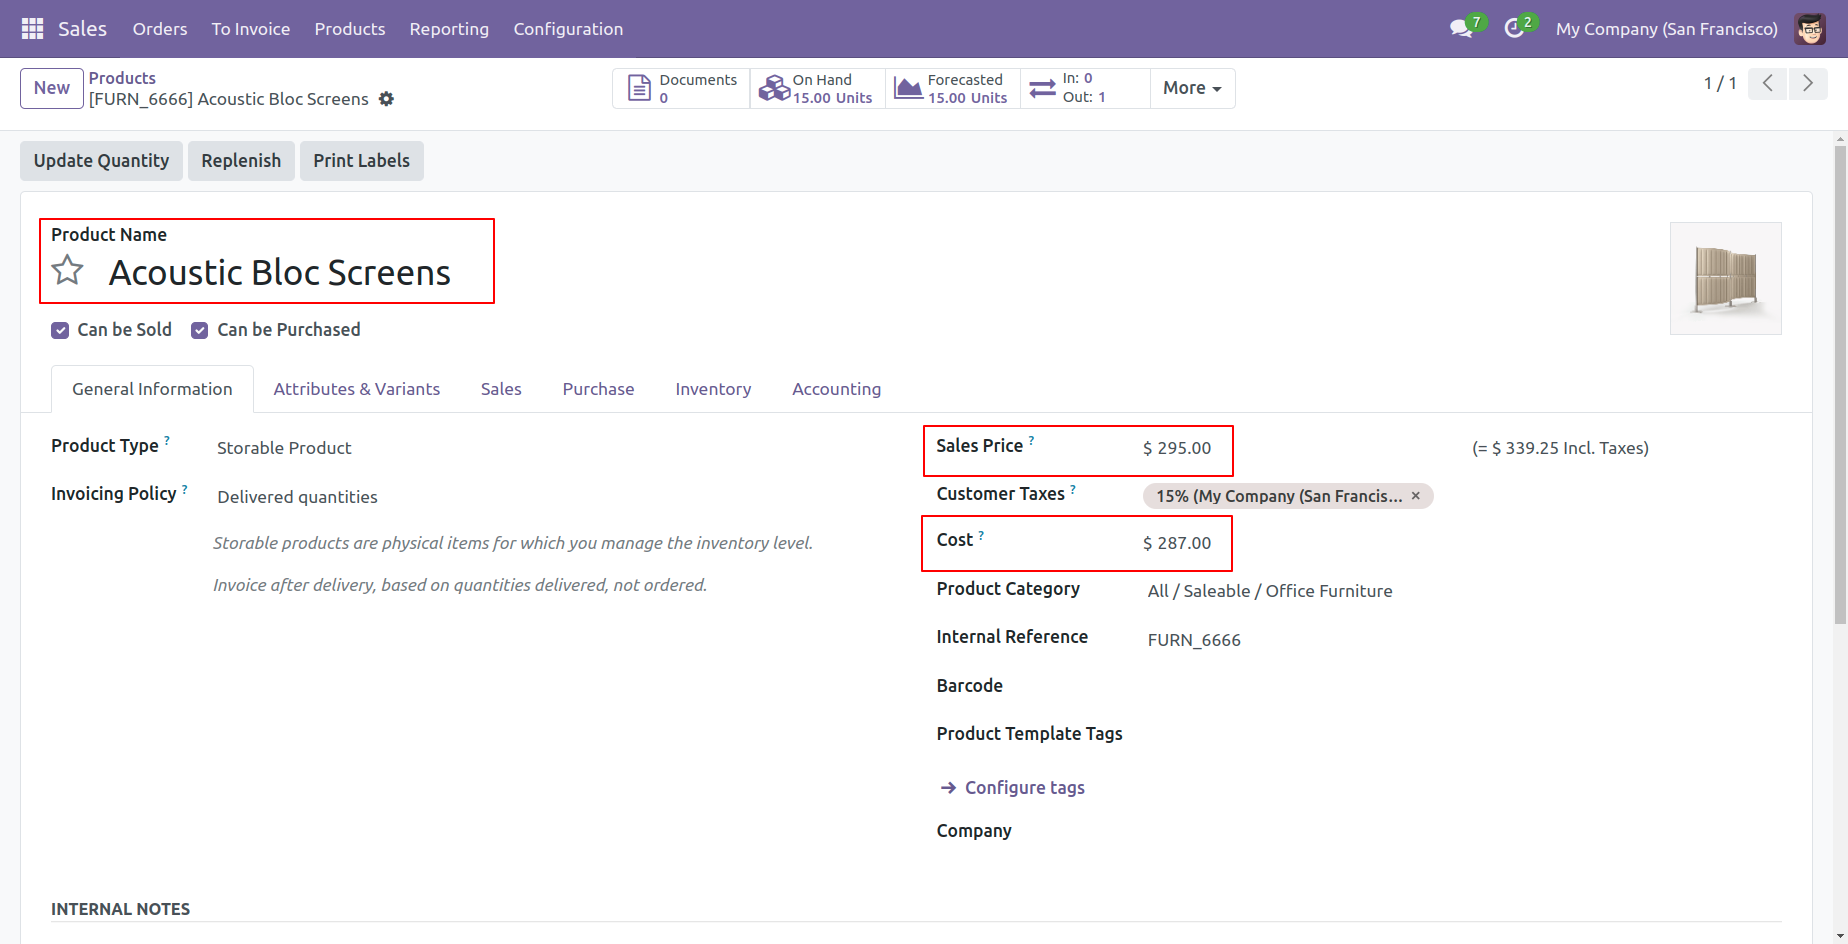 Sales Orders To Invoice Products Reporting Configuration 7 2 My Company (San Francisco)
New Products
[FURN_6666] Acoustic Bloc Screens
Documents
0
On Hand
15.00 Units
Forecasted
15.00 Units
In: 0
Out: 1
More
1 / 1
Update Quantity Replenish Print Labels
Product Name
Acoustic Bloc Screens
Can be Sold Can be Purchased
General Information Attributes & Variants Sales Purchase Inventory Accounting
Product Type ? Storable Product
Invoicing Policy ? Delivered quantities
Storable products are physical items for which you manage the inventory level.
Invoice after delivery, based on quantities delivered, not ordered.
Sales Price ? $ 295.00 (= $ 339.25 Incl. Taxes)
Customer Taxes ? 15% (My Company (San Francis... ×
Cost ? $ 287.00
Product Category All / Saleable / Office Furniture
Internal Reference FURN_6666
Barcode
Product Template Tags
Configure tags
Company
INTERNAL NOTES